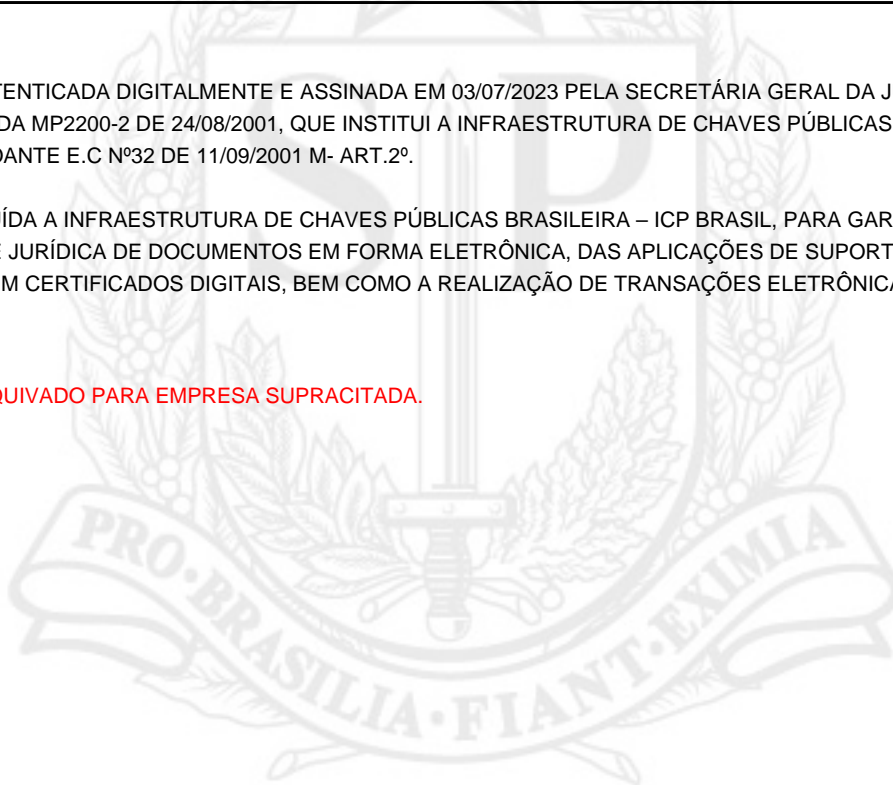 TENTICADA DIGITALMENTE E ASSINADA EM 03/07/2023 PELA SECRETÁRIA GERAL DA J
DA MP2200-2 DE 24/08/2001, QUE INSTITUI A INFRAESTRUTURA DE CHAVES PÚBLICAS
DANTE E.C Nº32 DE 11/09/2001 M- ART.2º.
UÍDA A INFRAESTRUTURA DE CHAVES PÚBLICAS BRASILEIRA – ICP BRASIL, PARA GAR
E JURÍDICA DE DOCUMENTOS EM FORMA ELETRÔNICA, DAS APLICAÇÕES DE SUPORT
EM CERTIFICADOS DIGITAIS, BEM COMO A REALIZAÇÃO DE TRANSAÇÕES ELETRÔNICA
QUIVADO PARA EMPRESA SUPRACITADA.
SP
PRO·BRASILIA·FIANT·EXIMIA